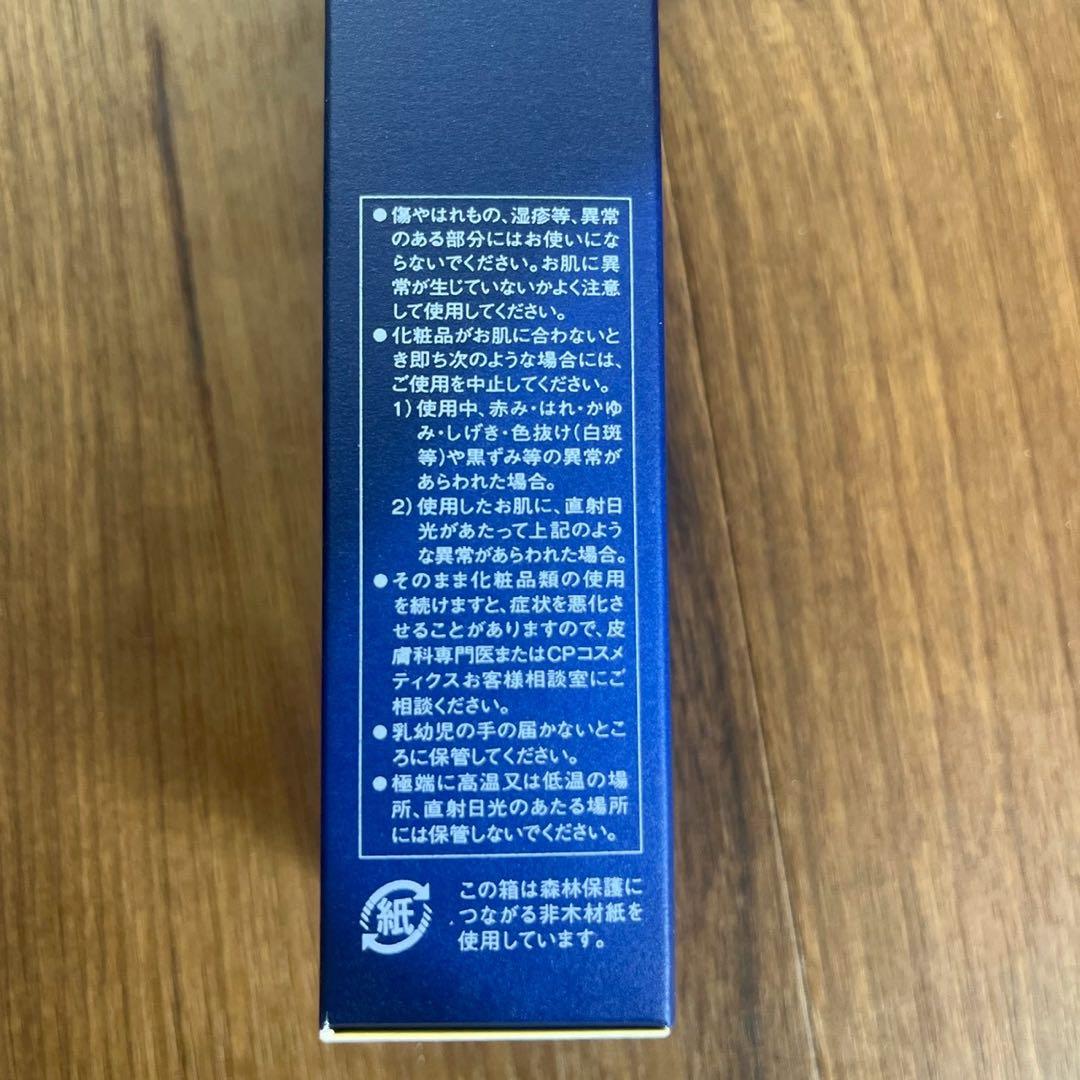 ●傷やはれもの、湿疹等、異常
のある部分にはお使いにな
らないでください。お肌に異
常が生じていないかよく注意
して使用してください。
●化粧品がお肌に合わないと
き即ち次のような場合には、
ご使用を中止してください。
1)使用中、赤み・はれ・かゆ
み・しげき・色抜け(白斑
等)や黒ずみ等の異常が
あらわれた場合。
2)使用したお肌に、直射日
光があたって上記のよう
な異常があらわれた場合。
●そのまま化粧品類の使用
を続けますと、症状を悪化さ
せることがありますので、皮
膚科専門医またはCPコスメ
ティクスお客様相談室にご
相談ください。
●乳幼児の手の届かないとこ
ろに保管してください。
●極端に高温又は低温の場
所、直射日光のあたる場所
には保管しないでください。
紙
この箱は森林保護に
つながる非木材紙を
使用しています。